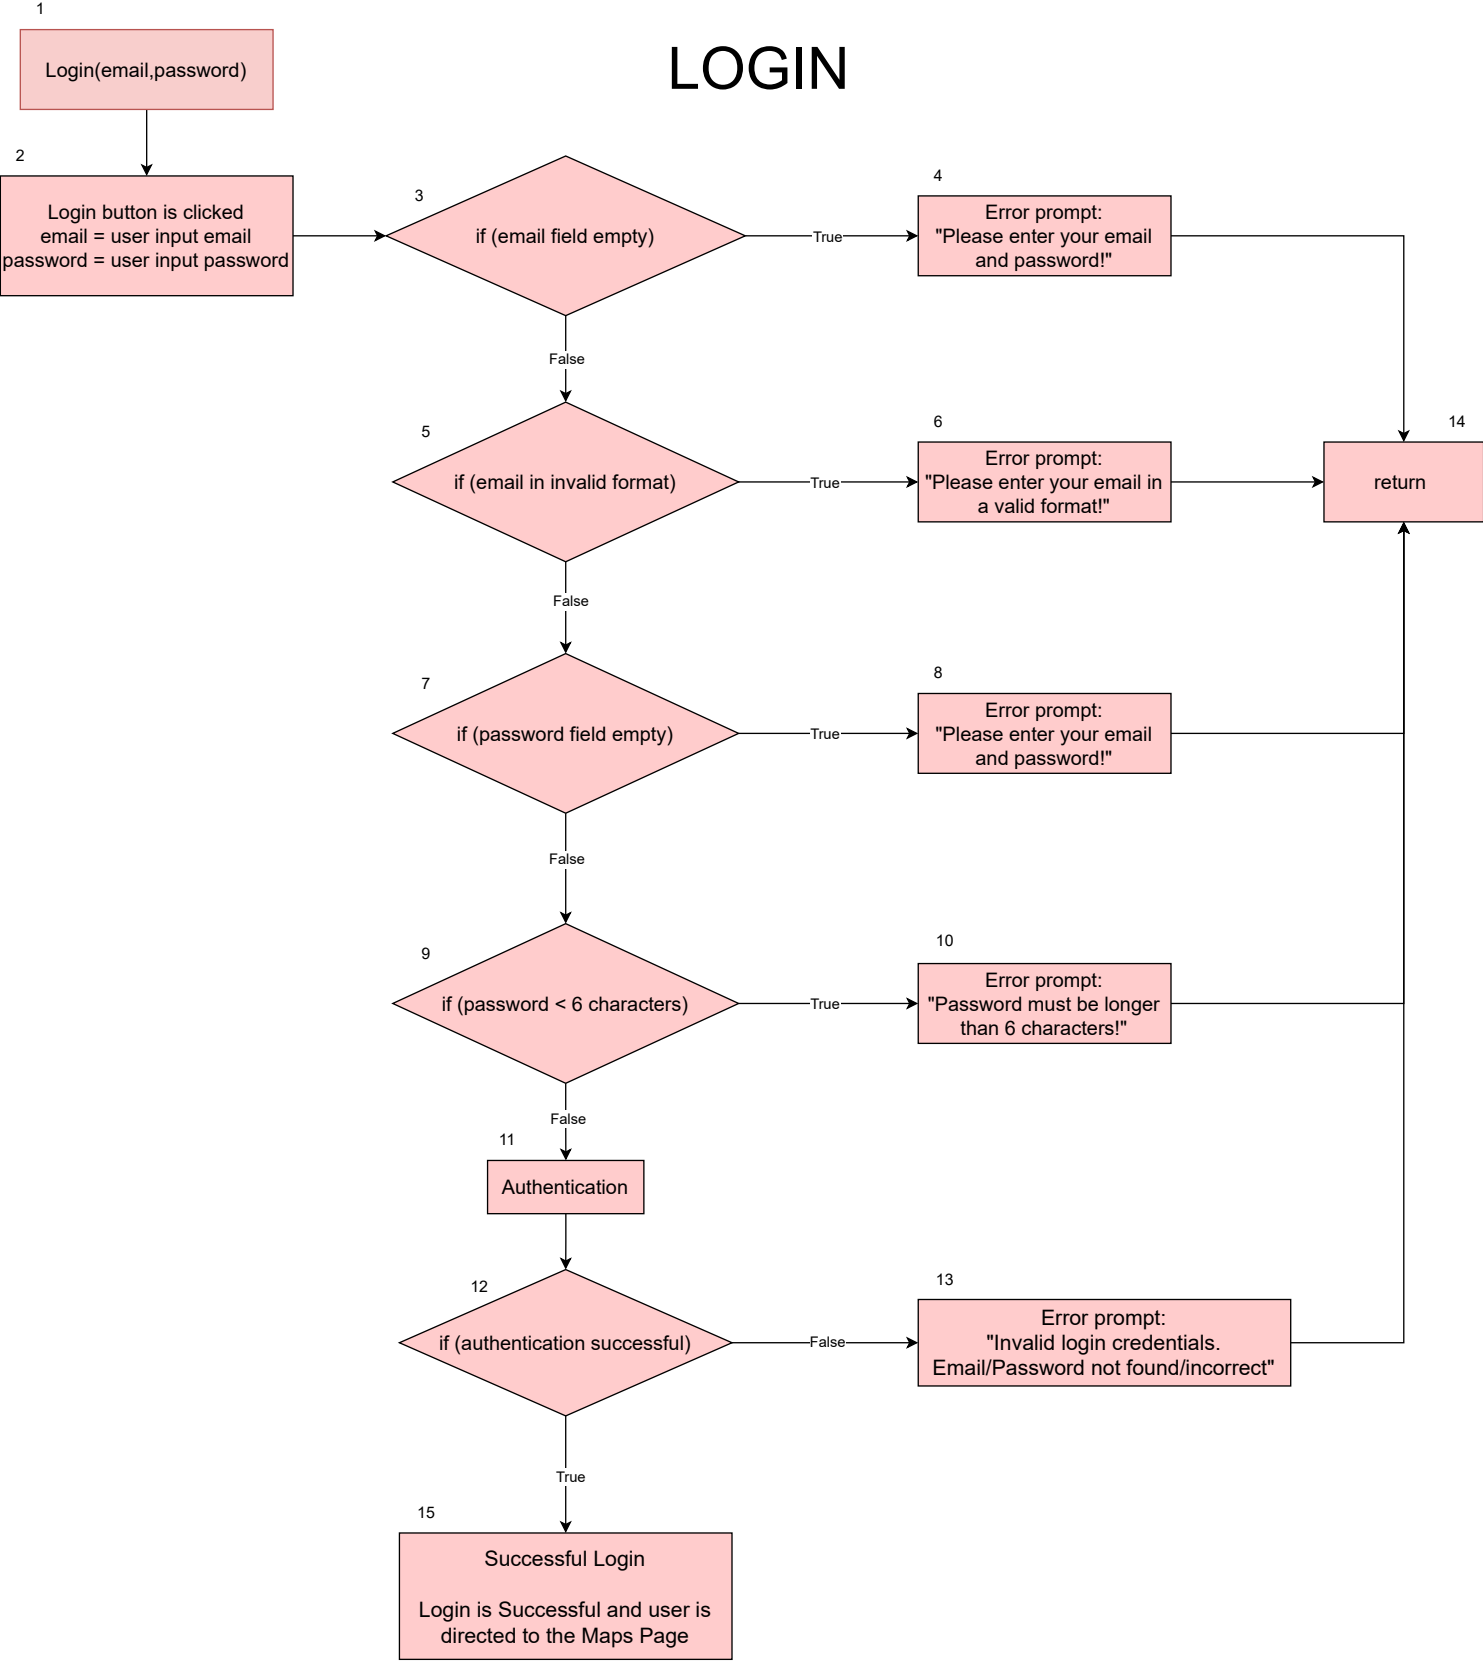 1
Login(email,password)
LOGIN
2
Login button is clicked
email = user input email
password = user input password
3
if (email field empty)
True
4
Error prompt:
"Please enter your email
and password!"
False
5
if (email in invalid format)
True
6
Error prompt:
"Please enter your email in
a valid format!"
14
return
False
7
if (password field empty)
True
8
Error prompt:
"Please enter your email
and password!"
False
9
if (password < 6 characters)
True
10
Error prompt:
"Password must be longer
than 6 characters!"
False
11
Authentication
12
if (authentication successful)
False
13
Error prompt:
"Invalid login credentials.
Email/Password not found/incorrect"
True
15
Successful Login
Login is Successful and user is
directed to the Maps Page